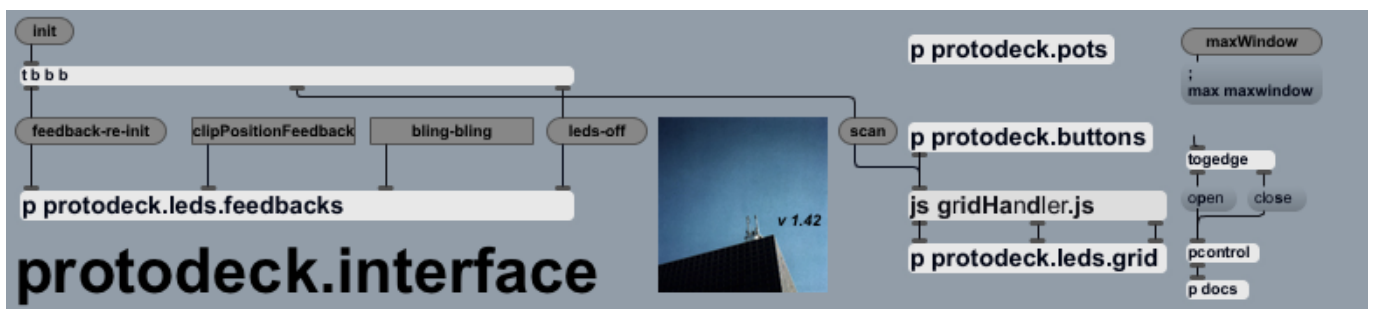 init
t b b b
feedback-re-init
clipPositionFeedback
bling-bling
leds-off
p protodeck.leds.feedbacks
protodeck.interface
v 1.42
scan
p protodeck.pots
p protodeck.buttons
js gridHandler.js
p protodeck.leds.grid
maxWindow
;
max maxwindow
togedge
open
close
pcontrol
p docs